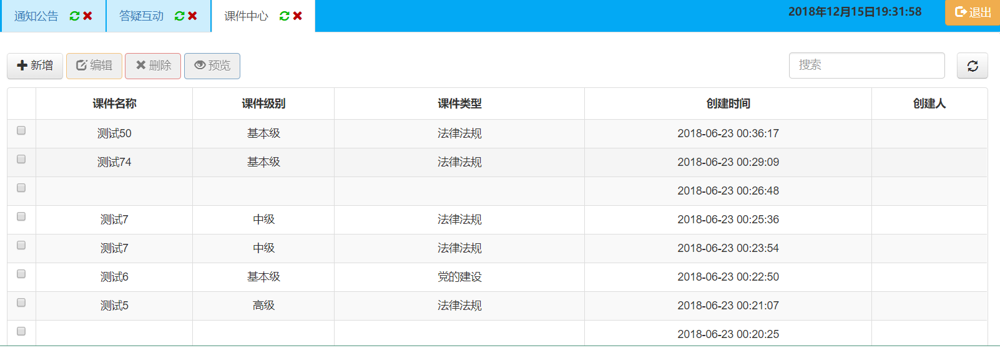 通知公告 答疑互动 课件中心 2018年12月15日19:31:58 退出
新增 编辑 删除 预览 搜索
课件名称 课件级别 课件类型 创建时间 创建人
测试50 基本级 法律法规 2018-06-23 00:36:17
测试74 基本级 法律法规 2018-06-23 00:29:09
2018-06-23 00:26:48
测试7 中级 法律法规 2018-06-23 00:25:36
测试7 中级 法律法规 2018-06-23 00:23:54
测试6 基本级 党的建设 2018-06-23 00:22:50
测试5 高级 法律法规 2018-06-23 00:21:07
2018-06-23 00:20:25